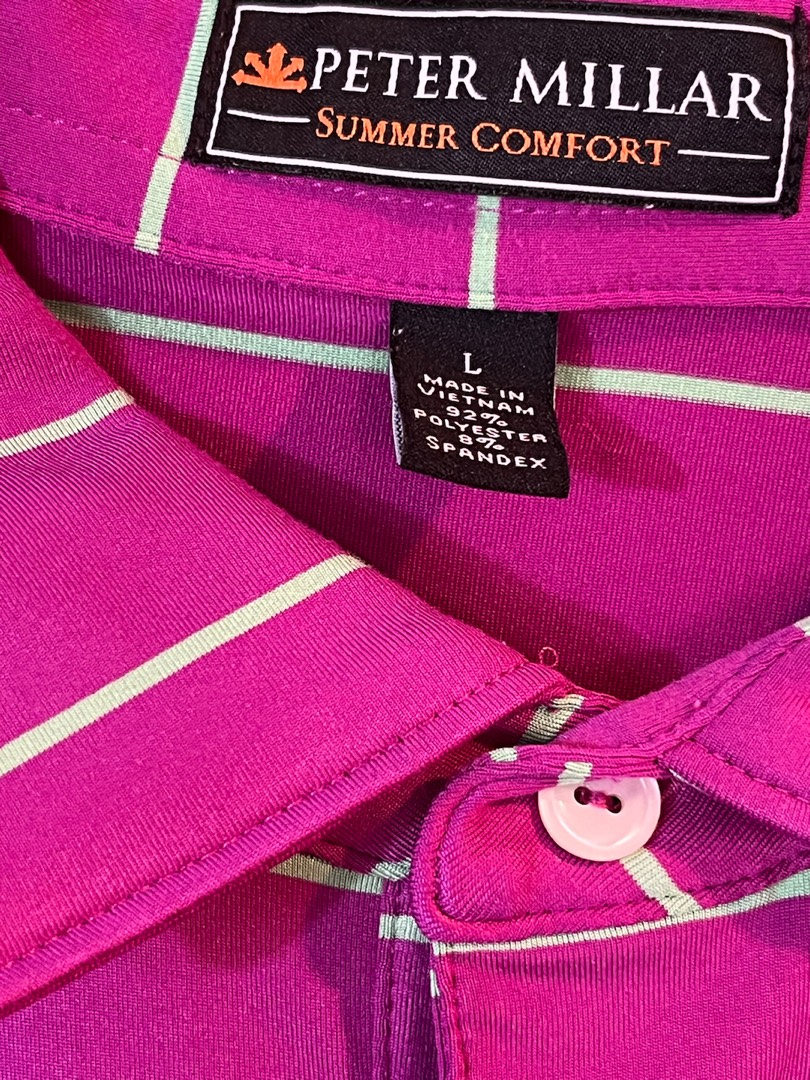 PETER MILLAR
SUMMER COMFORT
L
MADE IN
VIETNAM
92%
POLYESTER
8%
SPANDEX